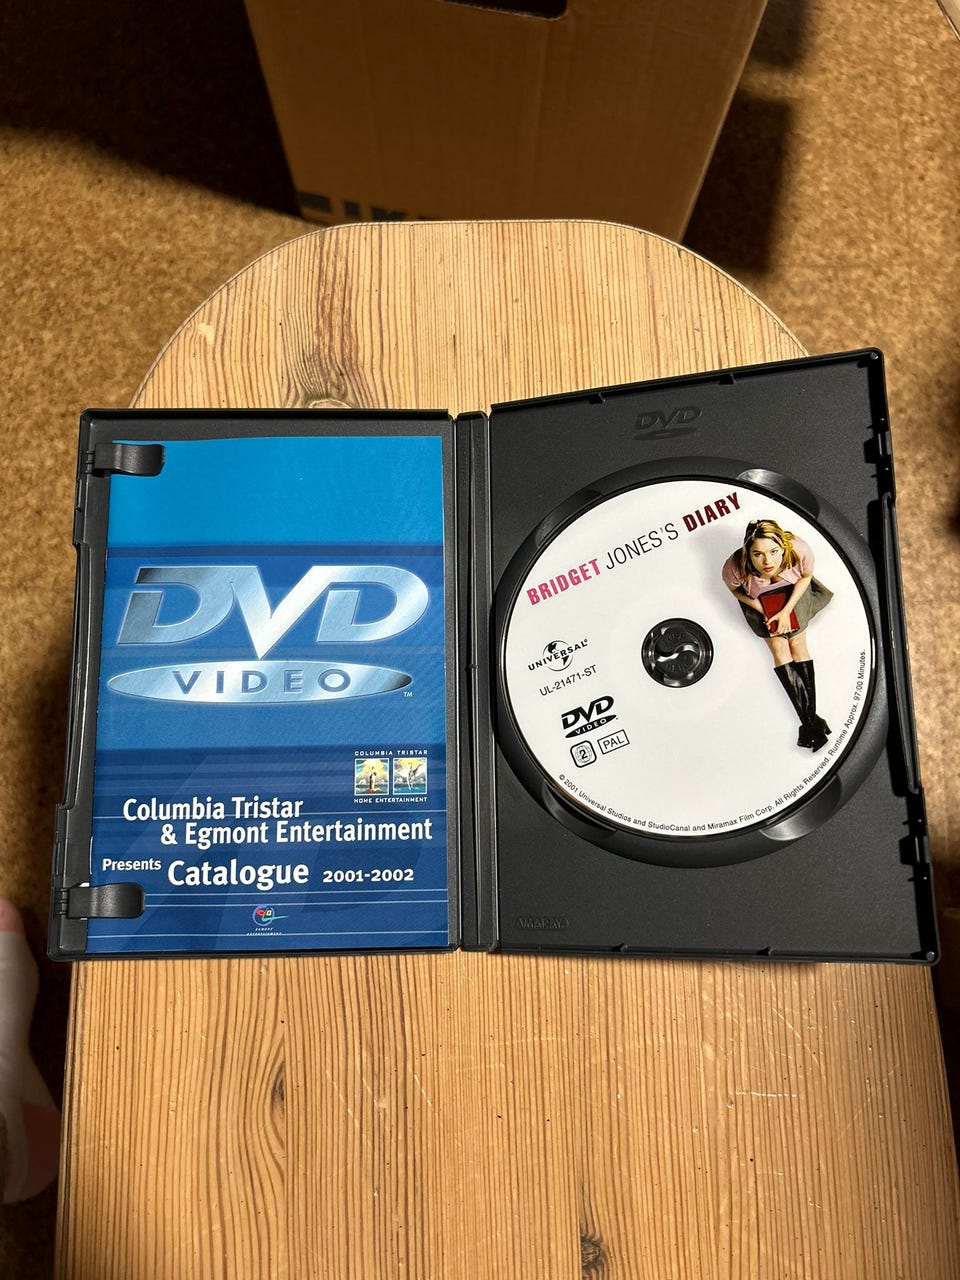 DVD
VIDEO
TM
COLUMBIA TRISTAR
HOME ENTERTAINMENT
Columbia Tristar
& Egmont Entertainment
Presents Catalogue 2001-2002
EGMONT
ENTERTAINMENT
DVD
BRIDGET JONES'S DIARY
UNIVERSAL®
UL-21471-ST
DVD
VIDEO
2 PAL
© 2001 Universal Studios and StudioCanal and Miramax Film Corp. All Rights Reserved. Runtime Approx. 97:00 Minutes.
AMARAY